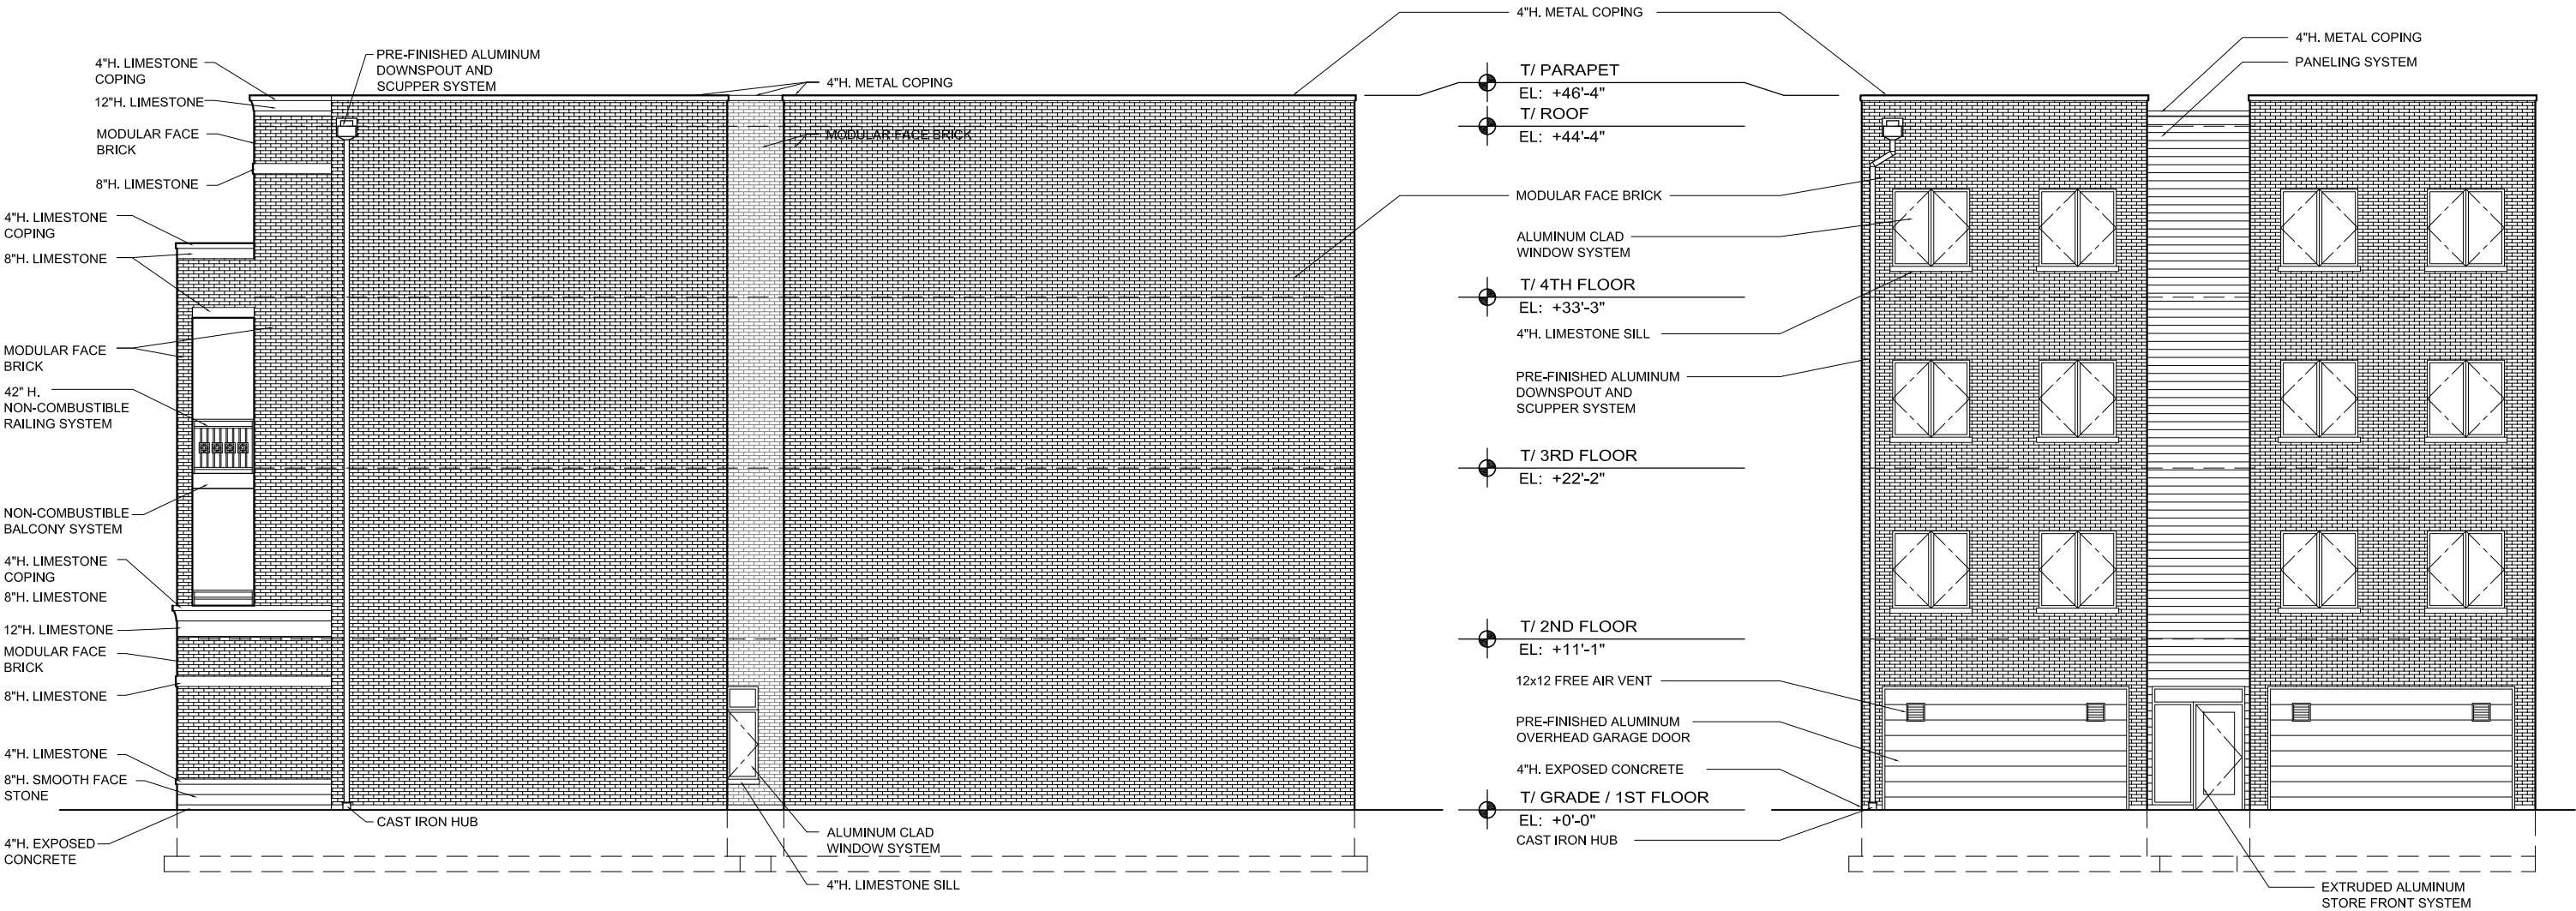 4"H. LIMESTONE
COPING
12"H. LIMESTONE
MODULAR FACE
BRICK
8"H. LIMESTONE
4"H. LIMESTONE
COPING
8"H. LIMESTONE
MODULAR FACE
BRICK
42" H.
NON-COMBUSTIBLE
RAILING SYSTEM
NON-COMBUSTIBLE
BALCONY SYSTEM
4"H. LIMESTONE
COPING
8"H. LIMESTONE
12"H. LIMESTONE
MODULAR FACE
BRICK
8"H. LIMESTONE
4"H. LIMESTONE
8"H. SMOOTH FACE
STONE
4"H. EXPOSED
CONCRETE
PRE-FINISHED ALUMINUM
DOWNSPOUT AND
SCUPPER SYSTEM
4"H. METAL COPING
MODULAR FACE BRICK
CAST IRON HUB
ALUMINUM CLAD
WINDOW SYSTEM
4"H. LIMESTONE SILL
4"H. METAL COPING
T/ PARAPET
EL: +46'-4"
T/ ROOF
EL: +44'-4"
MODULAR FACE BRICK
ALUMINUM CLAD
WINDOW SYSTEM
T/ 4TH FLOOR
EL: +33'-3"
4"H. LIMESTONE SILL
PRE-FINISHED ALUMINUM
DOWNSPOUT AND
SCUPPER SYSTEM
T/ 3RD FLOOR
EL: +22'-2"
T/ 2ND FLOOR
EL: +11'-1"
12x12 FREE AIR VENT
PRE-FINISHED ALUMINUM
OVERHEAD GARAGE DOOR
4"H. EXPOSED CONCRETE
T/ GRADE / 1ST FLOOR
EL: +0'-0"
CAST IRON HUB
4"H. METAL COPING
PANELING SYSTEM
EXTRUDED ALUMINUM
STORE FRONT SYSTEM